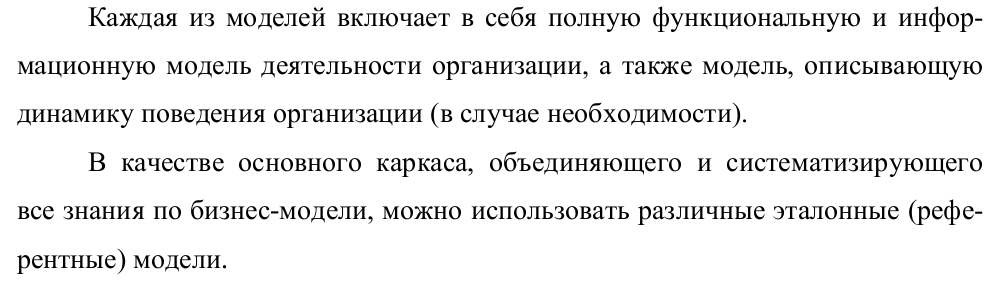 Каждая из моделей включает в себя полную функциональную и инфор-
мационную модель деятельности организации, а также модель, описывающую
динамику поведения организации (в случае необходимости).
В качестве основного каркаса, объединяющего и систематизирующего
все знания по бизнес-модели, можно использовать различные эталонные (рефе-
рентные) модели.